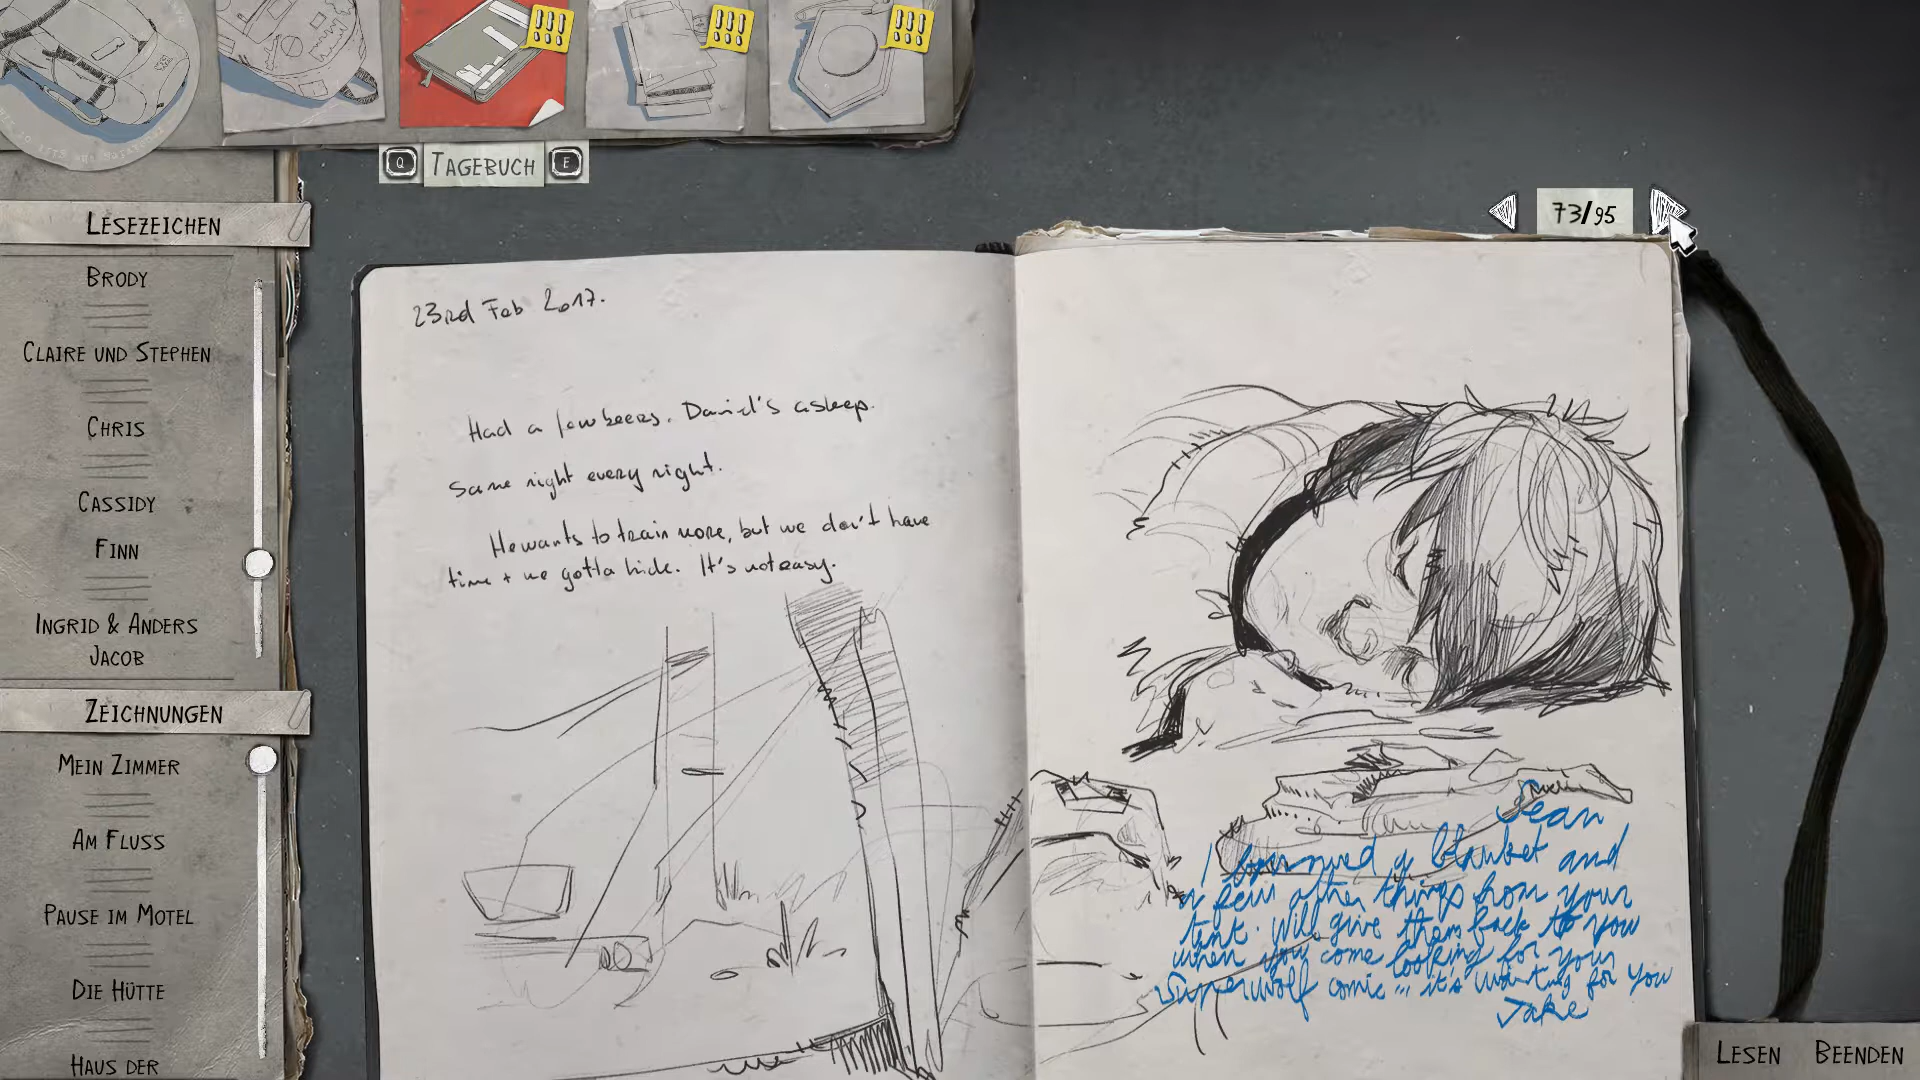 Q TAGEBUCH E
73/95
LESEZEICHEN
BRODY
CLAIRE UND STEPHEN
CHRIS
CASSIDY
FINN
INGRID & ANDERS
JACOB
ZEICHNUNGEN
MEIN ZIMMER
AM FLUSS
PAUSE IM MOTEL
DIE HÜTTE
HAUS DER
23rd Feb 2017.
Had a few beers. Daniel's asleep.
Same night every night.
He wants to train more, but we don't have
time + we gotta hide. It's not easy.
Sean
I borrowed a blanket and
a few other things from your
tent. Will give them back to you
when you come looking for your
Superwolf comic... it's waiting for you
Jake
LESEN BEENDEN